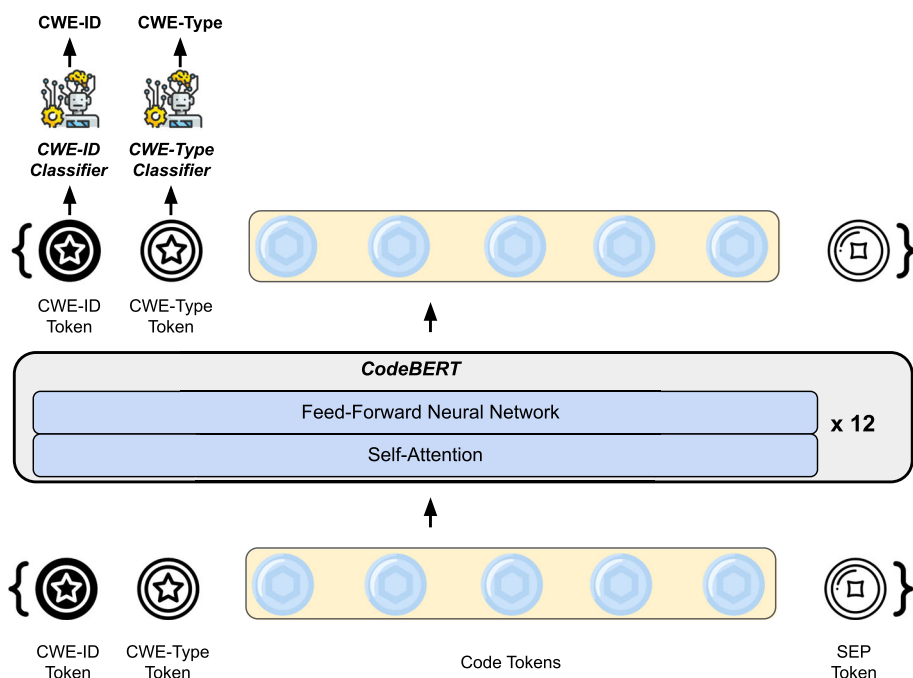 CWE-ID CWE-Type
CWE-ID CWE-Type
Classifier Classifier
{ }
CWE-ID CWE-Type
Token Token
CodeBERT
Feed-Forward Neural Network
x 12
Self-Attention
{ }
CWE-ID CWE-Type Code Tokens SEP
Token Token Token